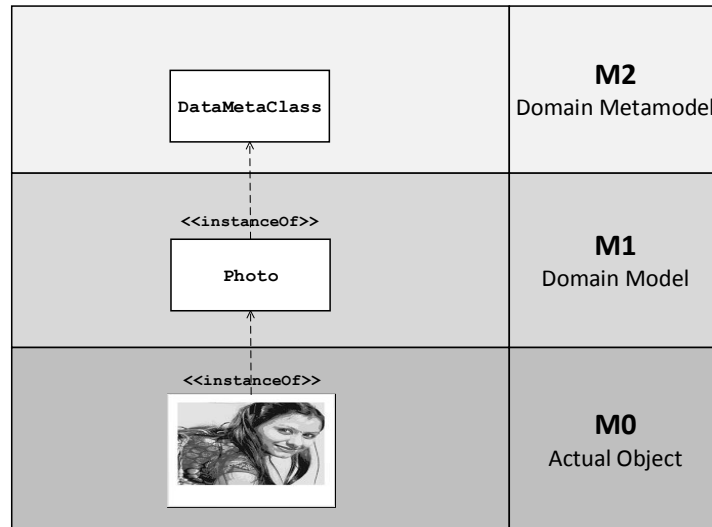 M2
Domain Metamodel
DataMetaClass
<<instanceOf>>
M1
Domain Model
Photo
<<instanceOf>>
M0
Actual Object